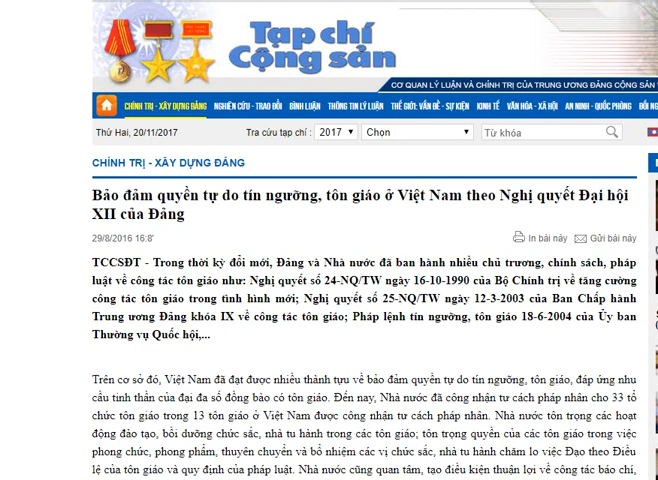 Tạp chí
Cộng sản
CƠ QUAN LÝ LUẬN VÀ CHÍNH TRỊ CỦA TRUNG ƯƠNG ĐẢNG CỘNG SẢN
CHÍNH TRỊ - XÂY DỰNG ĐẢNG NGHIÊN CỨU - TRAO ĐỔI BÌNH LUẬN THÔNG TIN LÝ LUẬN THẾ GIỚI: VẤN ĐỀ - SỰ KIỆN KINH TẾ VĂN HÓA - XÃ HỘI AN NINH - QUỐC PHÒNG
Thứ Hai, 20/11/2017 Tra cứu tạp chí : 2017 Chọn Từ khóa
CHÍNH TRỊ - XÂY DỰNG ĐẢNG
Bảo đảm quyền tự do tín ngưỡng, tôn giáo ở Việt Nam theo Nghị quyết Đại hội
XII của Đảng
29/8/2016 16:8' In bài này Gửi bài này
TCCSĐT - Trong thời kỳ đổi mới, Đảng và Nhà nước đã ban hành nhiều chủ trương, chính sách, pháp
luật về công tác tôn giáo như: Nghị quyết số 24-NQ/TW ngày 16-10-1990 của Bộ Chính trị về tăng cường
công tác tôn giáo trong tình hình mới; Nghị quyết số 25-NQ/TW ngày 12-3-2003 của Ban Chấp hành
Trung ương Đảng khóa IX về công tác tôn giáo; Pháp lệnh tín ngưỡng, tôn giáo 18-6-2004 của Ủy ban
Thường vụ Quốc hội,...
Trên cơ sở đó, Việt Nam đã đạt được nhiều thành tựu về bảo đảm quyền tự do tín ngưỡng, tôn giáo, đáp ứng nhu
cầu tinh thần của đại đa số đồng bào có tôn giáo. Đến nay, Nhà nước đã công nhận tư cách pháp nhân cho 33 tổ
chức tôn giáo trong 13 tôn giáo ở Việt Nam được công nhận tư cách pháp nhân. Nhà nước tôn trọng các hoạt
động đào tạo, bồi dưỡng chức sắc, nhà tu hành trong các tôn giáo; tôn trọng quyền của các tôn giáo trong việc
phong chức, phong phẩm, thuyên chuyển và bổ nhiệm các vị chức sắc, nhà tu hành chăm lo việc Đạo theo Điều
lệ của tôn giáo và quy định của pháp luật. Nhà nước cũng quan tâm, tạo điều kiện thuận lợi về công tác báo chí,